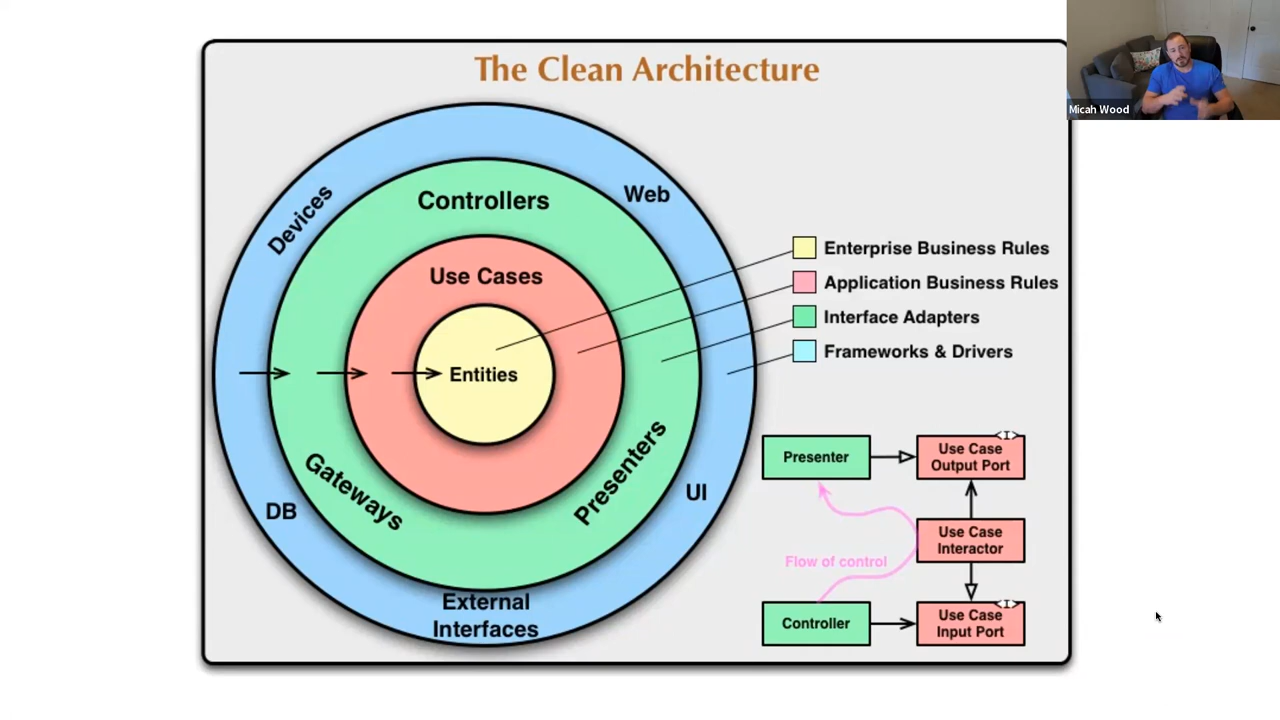 The Clean Architecture
Micah Wood
Devices
Controllers
Web
Use Cases
Entities
Gateways
Presenters
DB
UI
External
Interfaces
Enterprise Business Rules
Application Business Rules
Interface Adapters
Frameworks & Drivers
Presenter
<I>
Use Case
Output Port
Use Case
Interactor
Flow of control
Controller
<I>
Use Case
Input Port